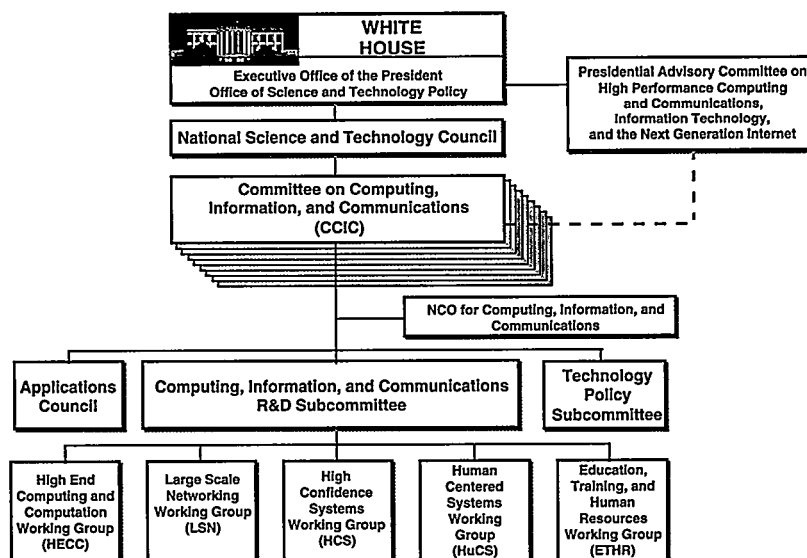 WHITE
HOUSE
Executive Office of the President
Office of Science and Technology Policy
Presidential Advisory Committee on
High Performance Computing
and Communications,
Information Technology,
and the Next Generation Internet
National Science and Technology Council
Committee on Computing,
Information, and Communications
(CCIC)
NCO for Computing, Information, and
Communications
Applications
Council
Computing, Information, and Communications
R&D Subcommittee
Technology
Policy
Subcommittee
High End
Computing and
Computation
Working Group
(HECC)
Large Scale
Networking
Working Group
(LSN)
High
Confidence
Systems
Working Group
(HCS)
Human
Centered
Systems
Working
Group
(HuCS)
Education,
Training, and
Human
Resources
Working Group
(ETHR)